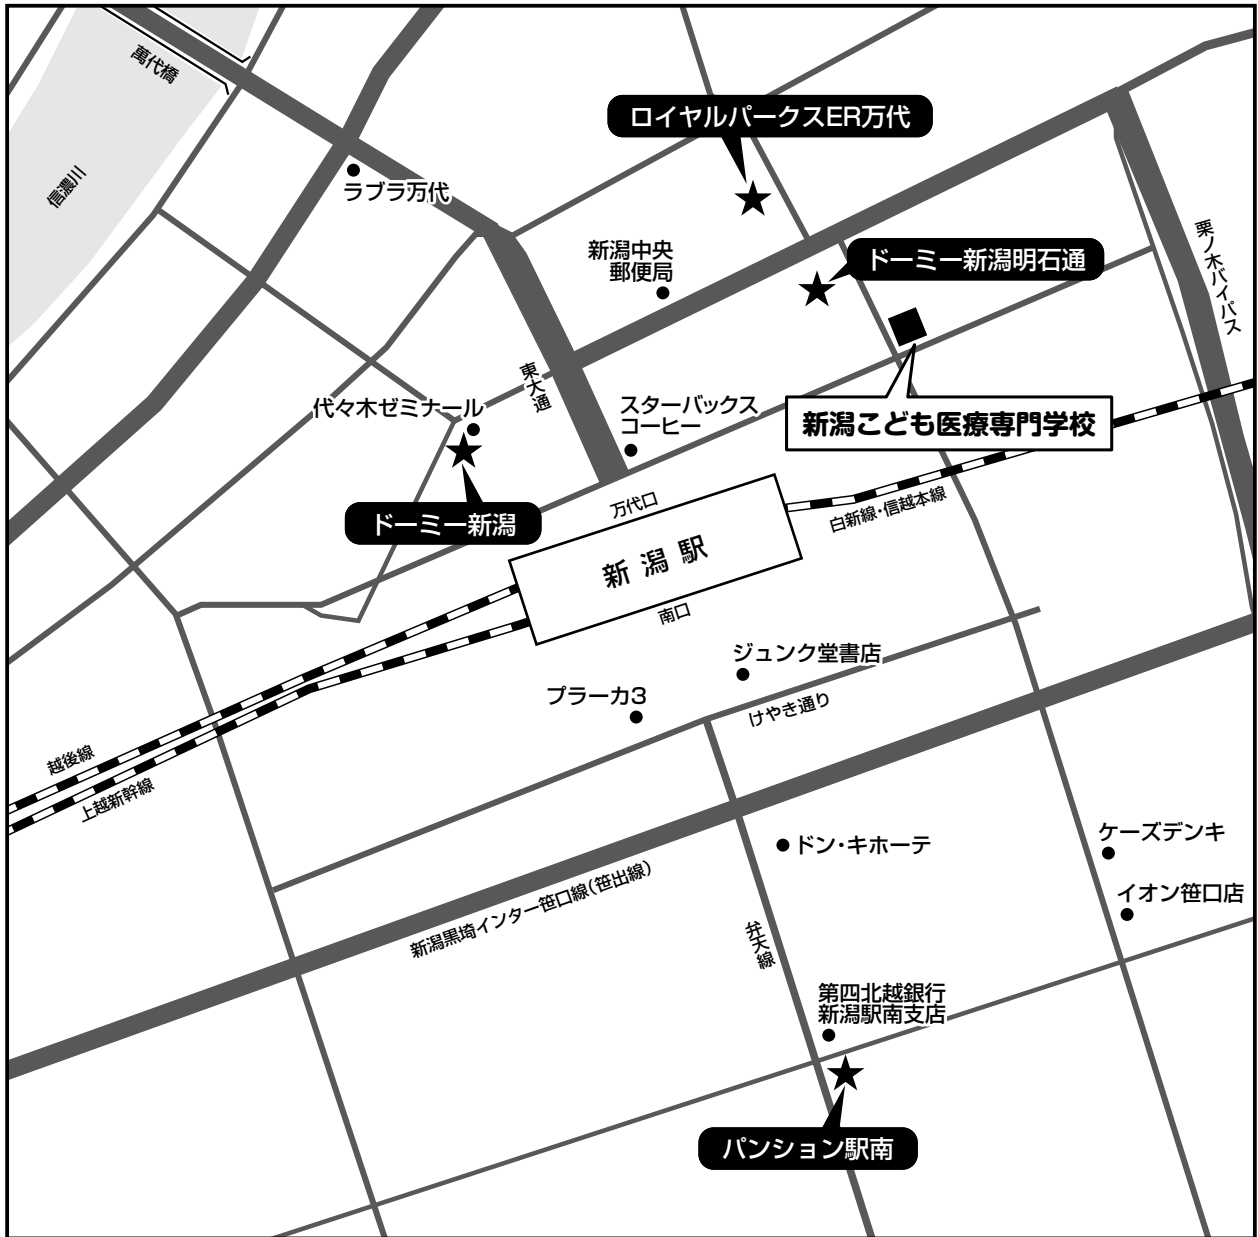 萬代橋
信濃川
ロイヤルパークスER万代
ラブラ万代
新潟中央
郵便局
ドーミー新潟明石通
栗ノ木バイパス
東大通
代々木ゼミナール
スターバックス
コーヒー
新潟こども医療専門学校
ドーミー新潟
万代口
白新線・信越本線
新潟駅
南口
ジュンク堂書店
プラーカ3
けやき通り
越後線
上越新幹線
ドン・キホーテ
ケーズデンキ
イオン笹口店
新潟黒埼インター笹口線(笹出線)
弁天線
第四北越銀行
新潟駅南支店
パンション駅南